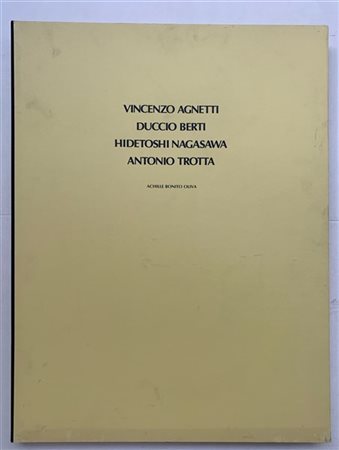 VINCENZO AGNETTI
DUCCIO BERTI
HIDETOSHI NAGASAWA
ANTONIO TROTTA
ACHILLE BONITO OLIVA